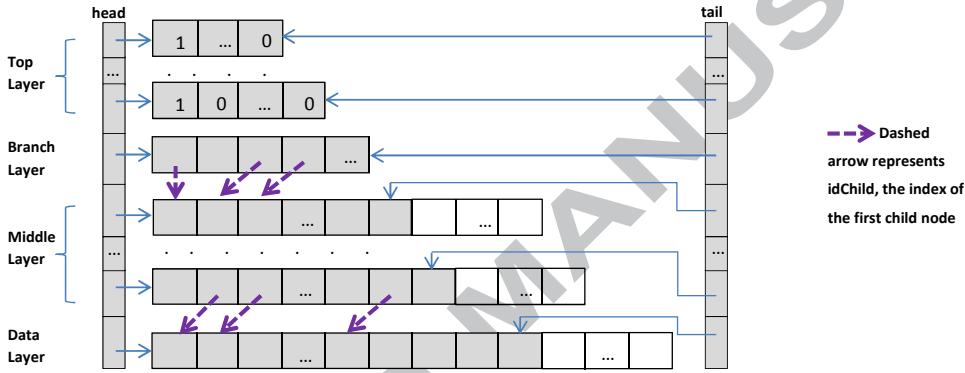 head tail
Top
Layer
1 ... 0
... . . . . ...
1 0 ... 0
Branch
Layer
...
Dashed
arrow represents
idChild, the index of
the first child node
Middle
Layer
... ...
... . . . . . . ...
... ...
Data
Layer
... ...
MANUS